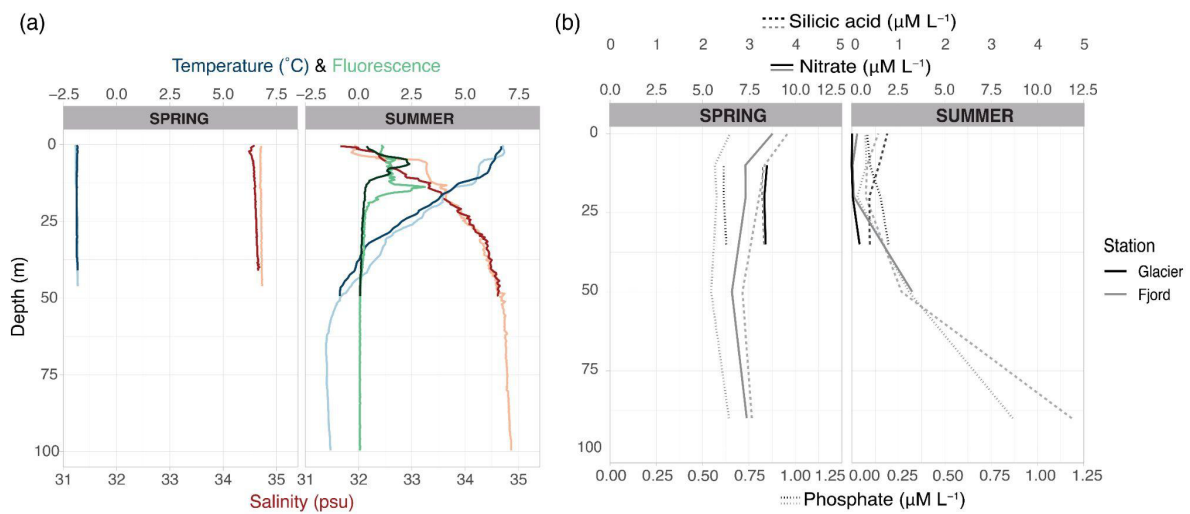 (a)
Temperature (˚C) & Fluorescence
−2.5 0.0 2.5 5.0 7.5 −2.5 0.0 2.5 5.0 7.5
SPRING SUMMER
Depth (m)
0
25
50
75
100
31 32 33 34 35 31 32 33 34 35
Salinity (psu)
(b)
Silicic acid (μM L⁻¹)
0 1 2 3 4 5 0 1 2 3 4 5
Nitrate (μM L⁻¹)
0.0 2.5 5.0 7.5 10.0 12.5 0.0 2.5 5.0 7.5 10.0 12.5
SPRING SUMMER
0
25
50
75
100
0.00 0.25 0.50 0.75 1.00 1.25 0.00 0.25 0.50 0.75 1.00 1.25
Phosphate (μM L⁻¹)
Station
Glacier
Fjord